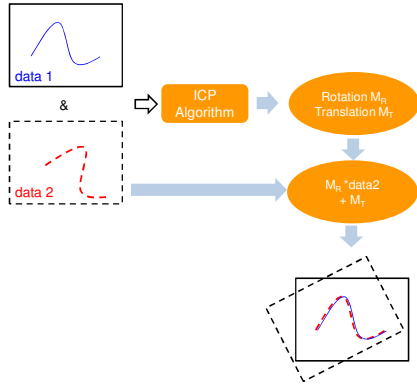 data 1
&
ICP
Algorithm
Rotation M_R
Translation M_T
data 2
M_R *data2
+ M_T